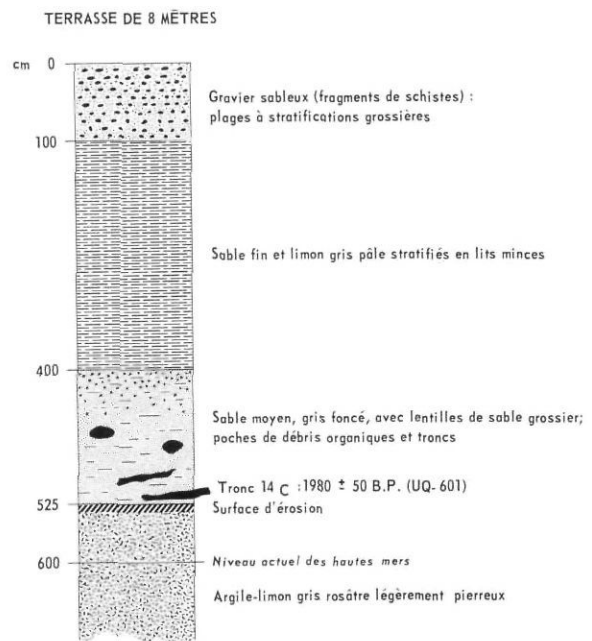 TERRASSE DE 8 MÈTRES
cm 0
Gravier sableux (fragments de schistes) :
plages à stratifications grossières
100
Sable fin et limon gris pâle stratifiés en lits minces
400
Sable moyen, gris foncé, avec lentilles de sable grossier;
poches de débris organiques et troncs
Tronc 14 C :1980 ± 50 B.P. (UQ-601)
525 Surface d'érosion
600 Niveau actuel des hautes mers
Argile-limon gris rosâtre légèrement pierreux